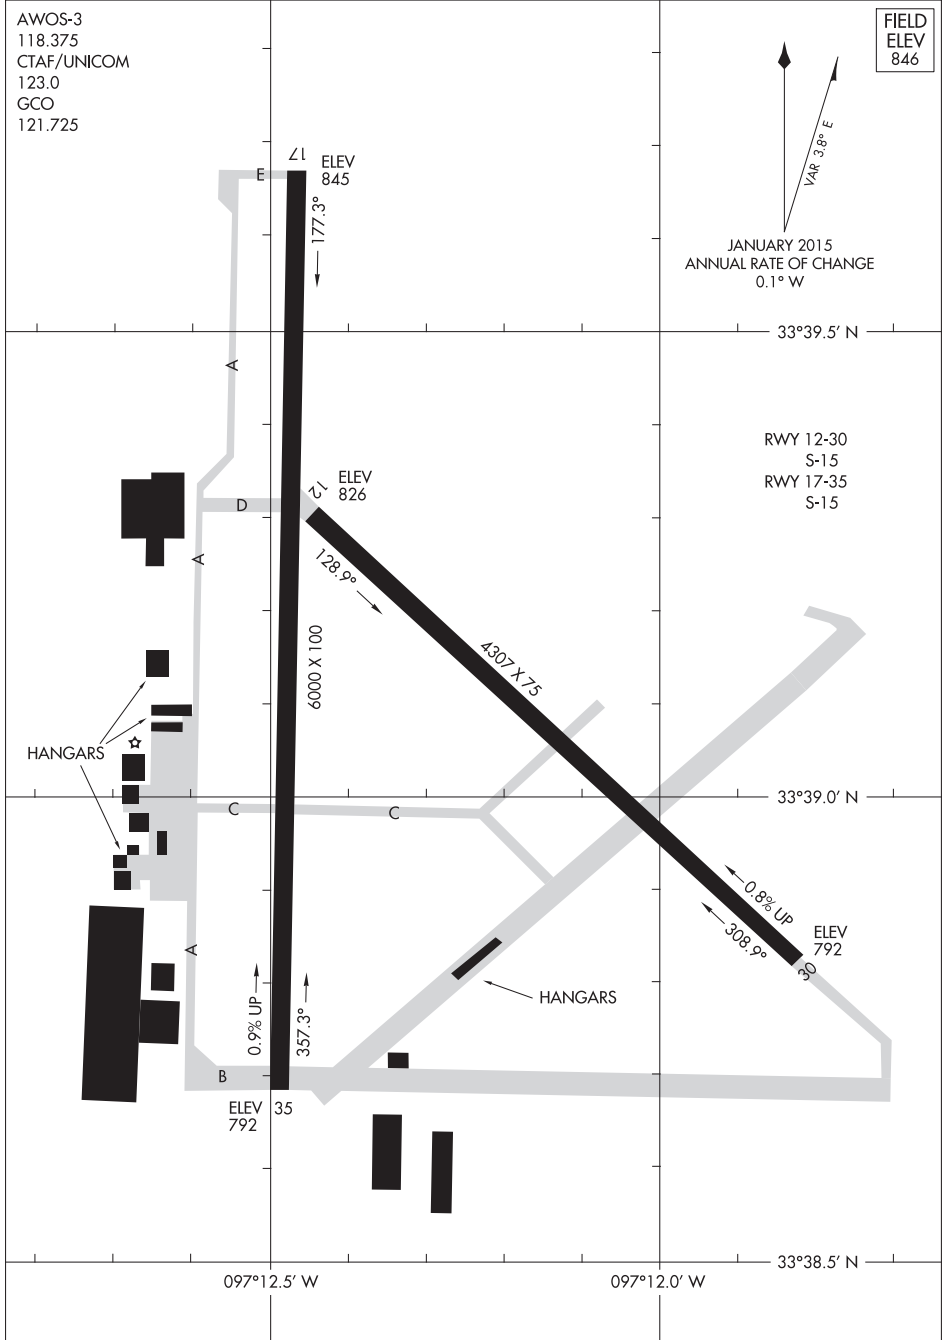 AWOS-3
118.375
CTAF/UNICOM
123.0
GCO
121.725
FIELD
ELEV
846
VAR 3.8° E
JANUARY 2015
ANNUAL RATE OF CHANGE
0.1° W
17
ELEV
845
E
177.3°
33°39.5' N
A
RWY 12-30
S-15
RWY 17-35
S-15
12
ELEV
826
D
A
128.9°
6000 X 100
4307 X 75
HANGARS
33°39.0' N
C
C
0.8% UP
308.9°
ELEV
792
30
A
HANGARS
0.9% UP
357.3°
B
ELEV
792
35
33°38.5' N
097°12.5' W
097°12.0' W